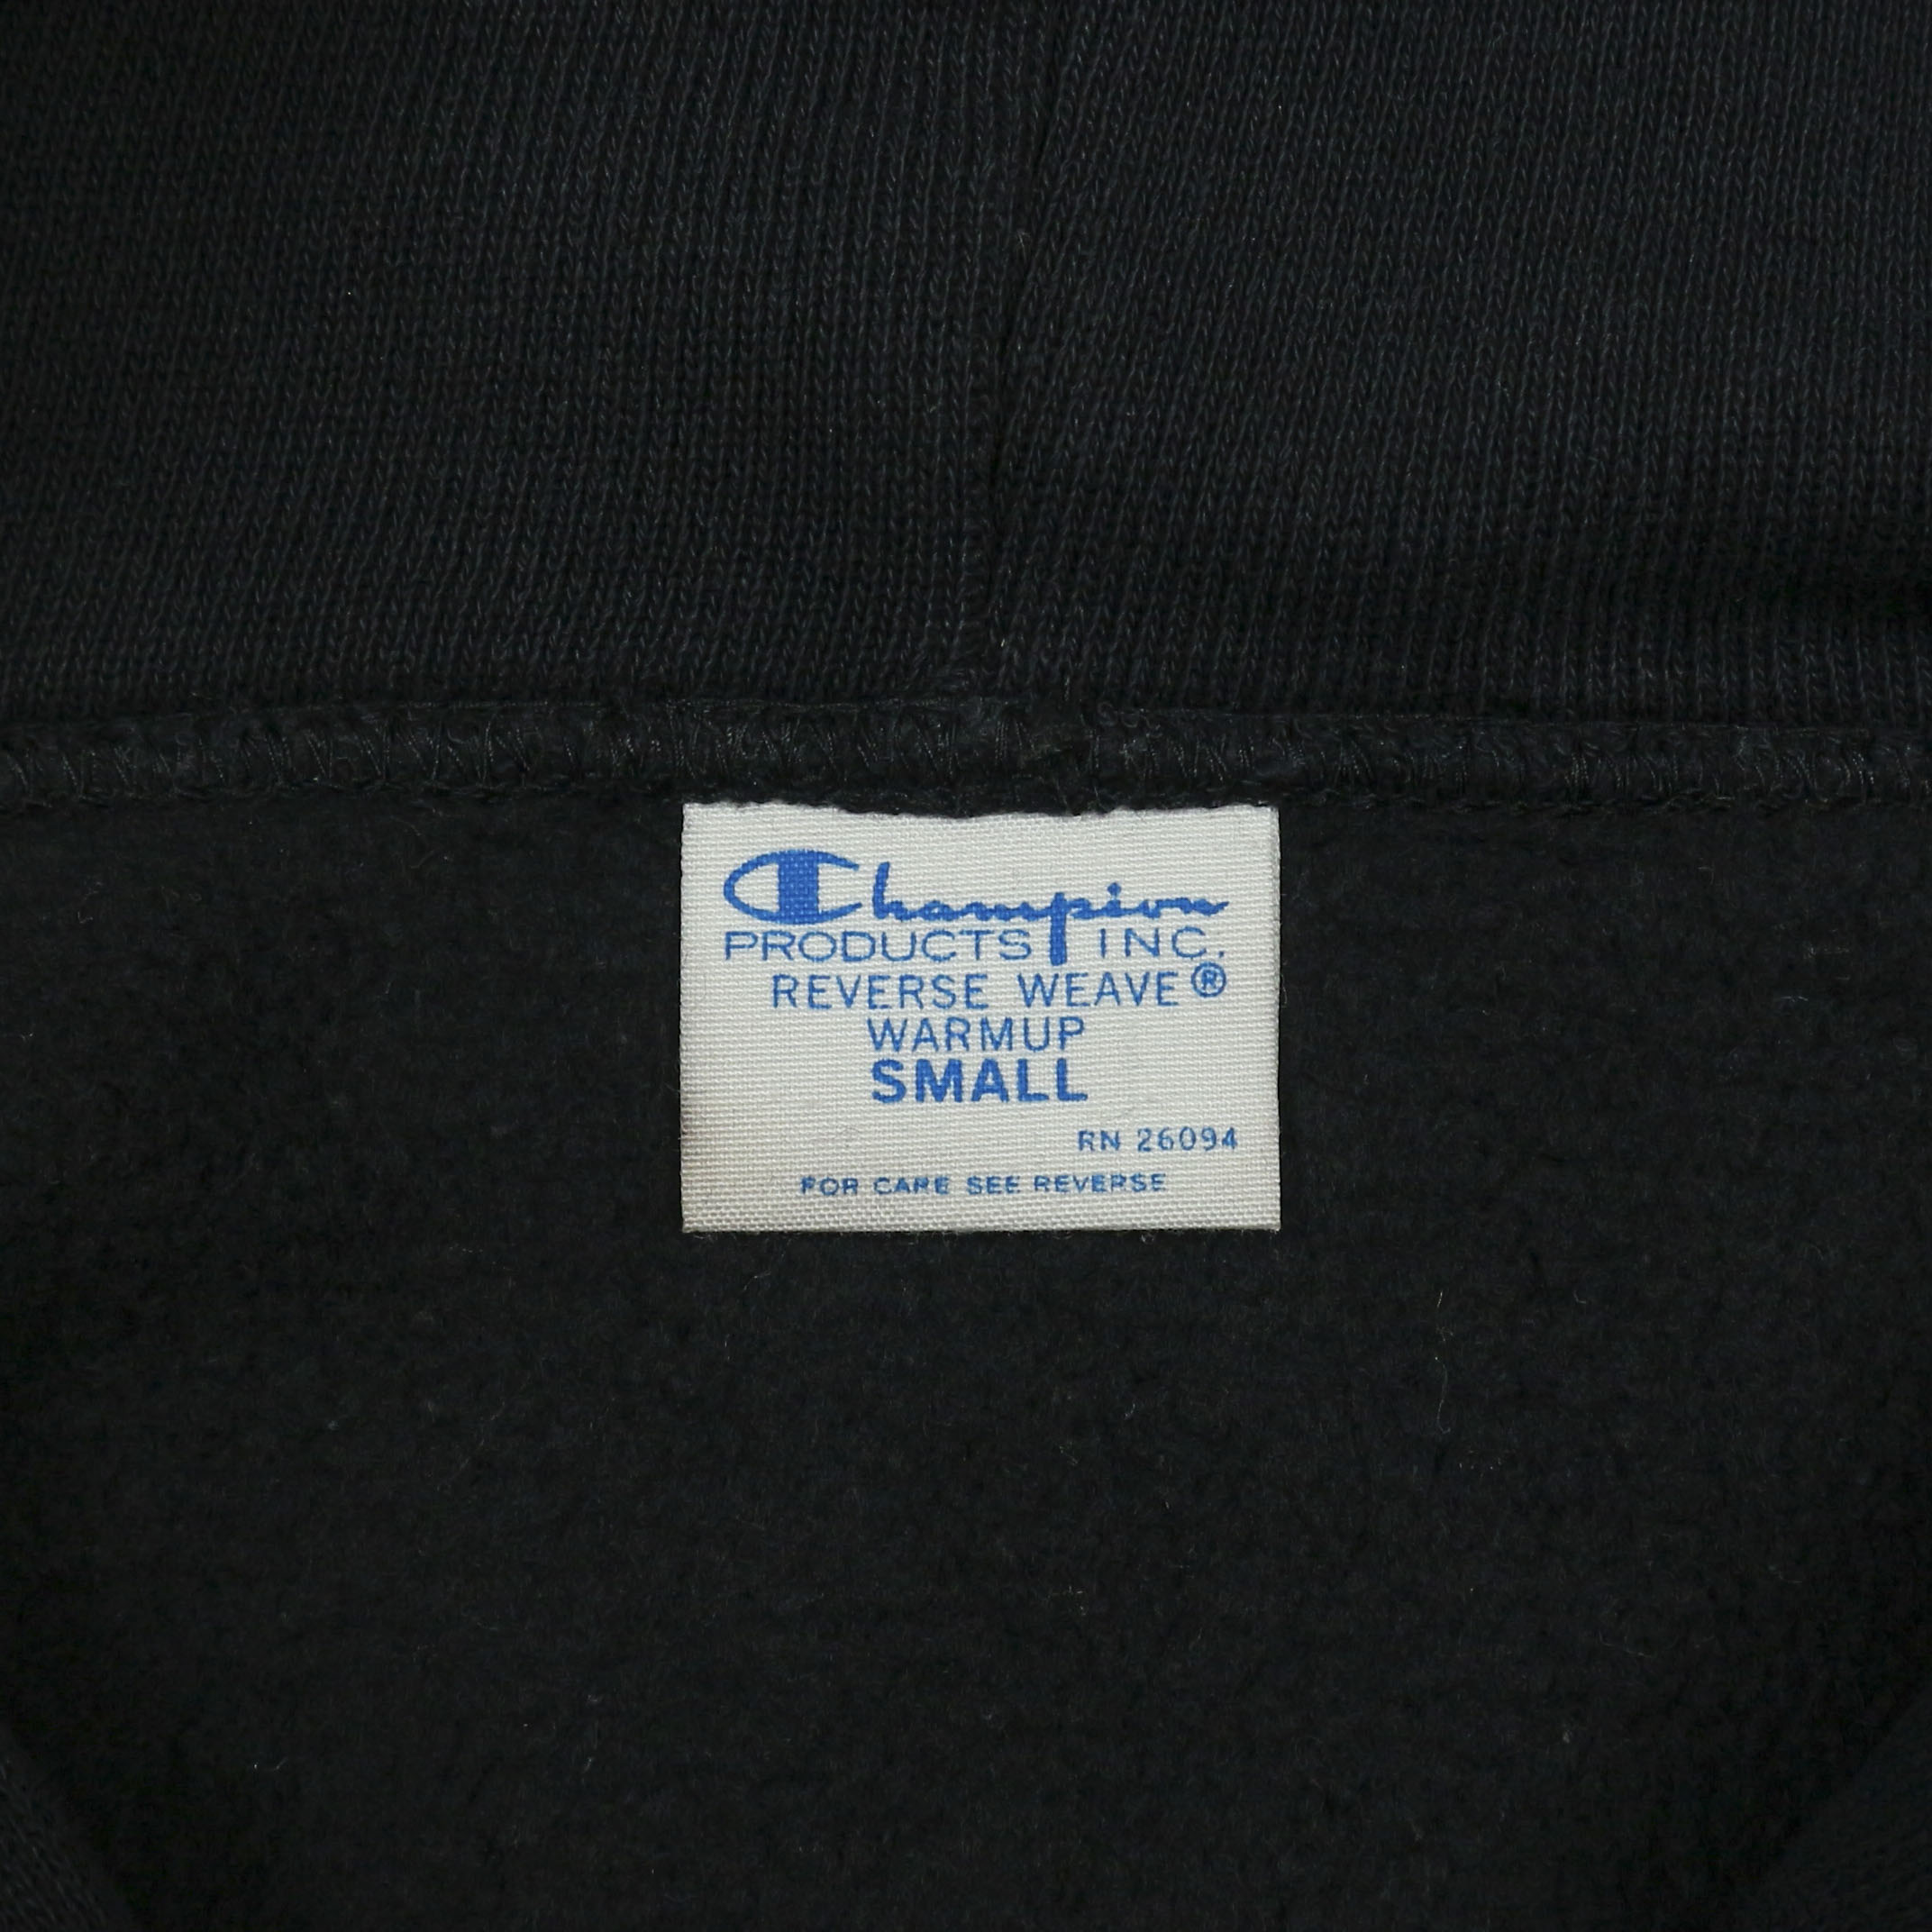 Champion
PRODUCTS INC.
REVERSE WEAVE®
WARMUP
SMALL
RN 26094
FOR CARE SEE REVERSE